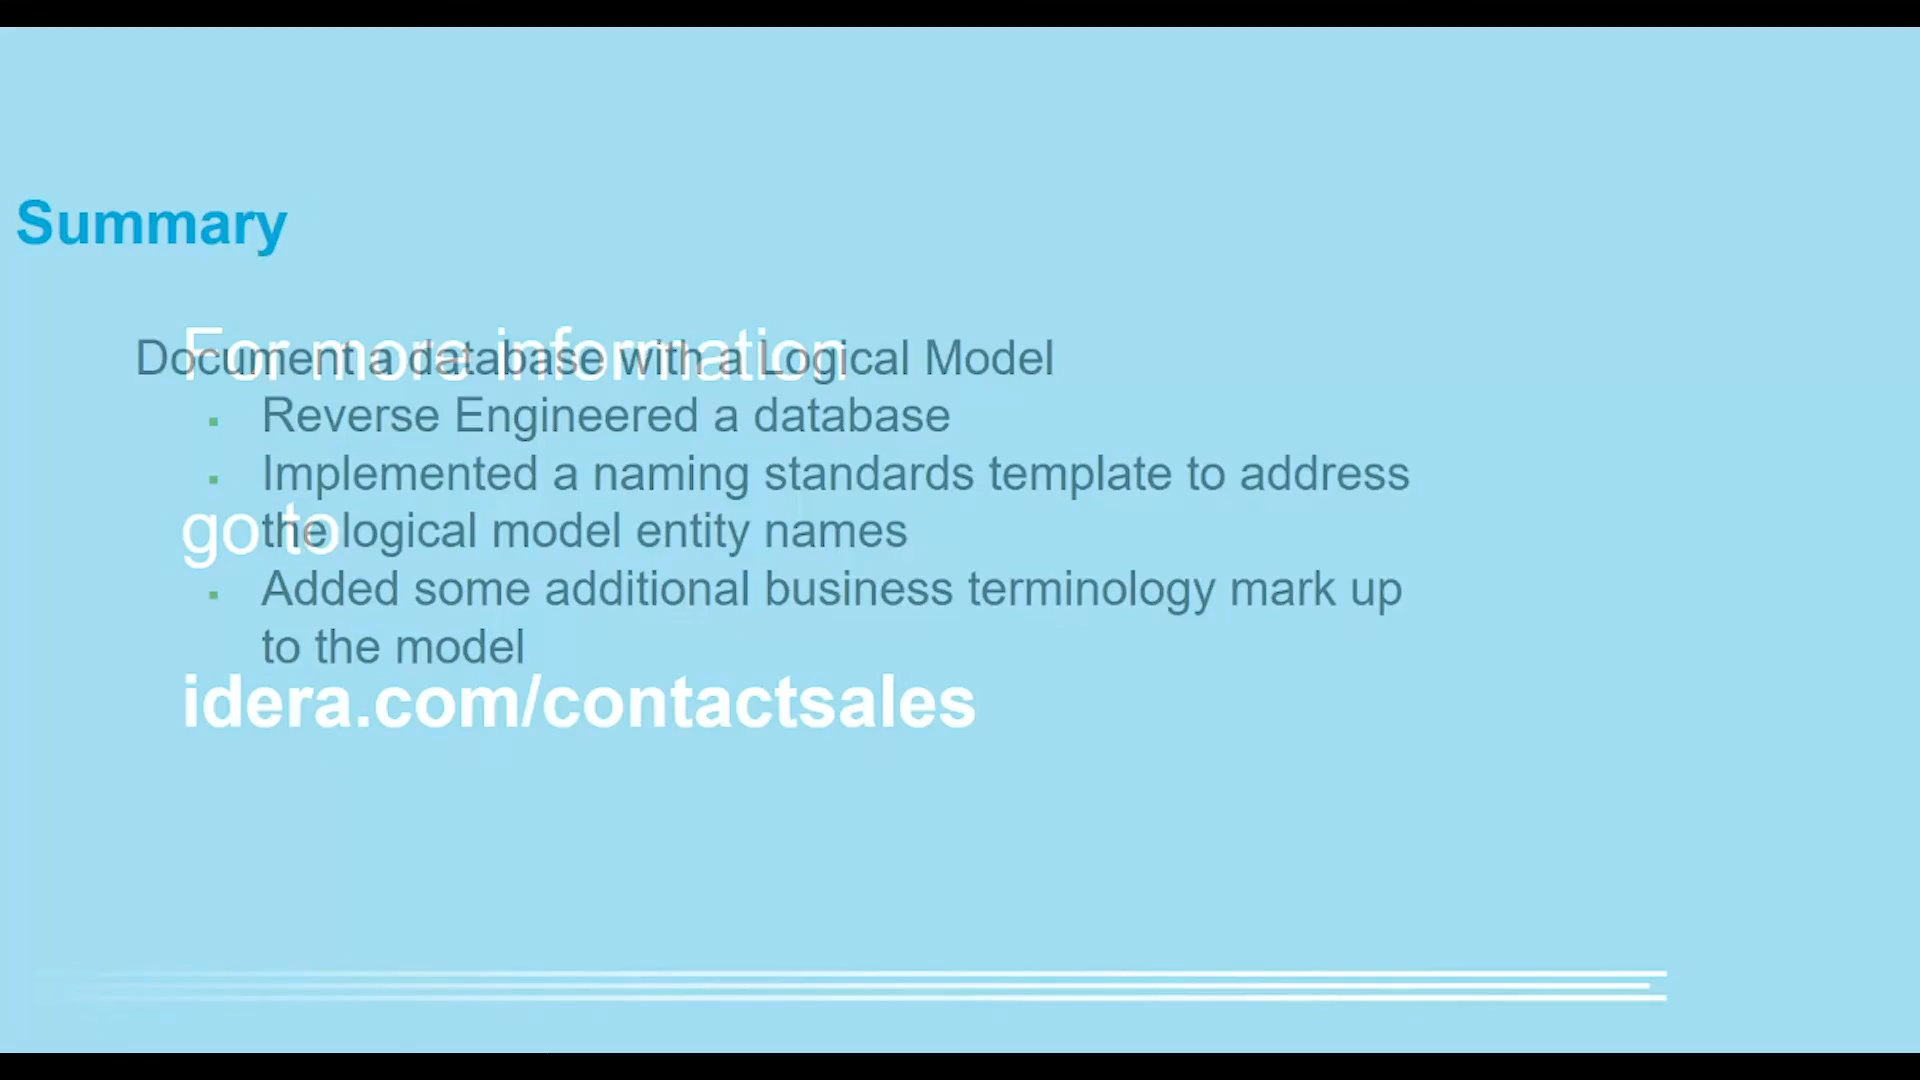 Summary
For more information
Document a database with a Logical Model
Reverse Engineered a database
Implemented a naming standards template to address
go to
the logical model entity names
Added some additional business terminology mark up
to the model
idera.com/contactsales